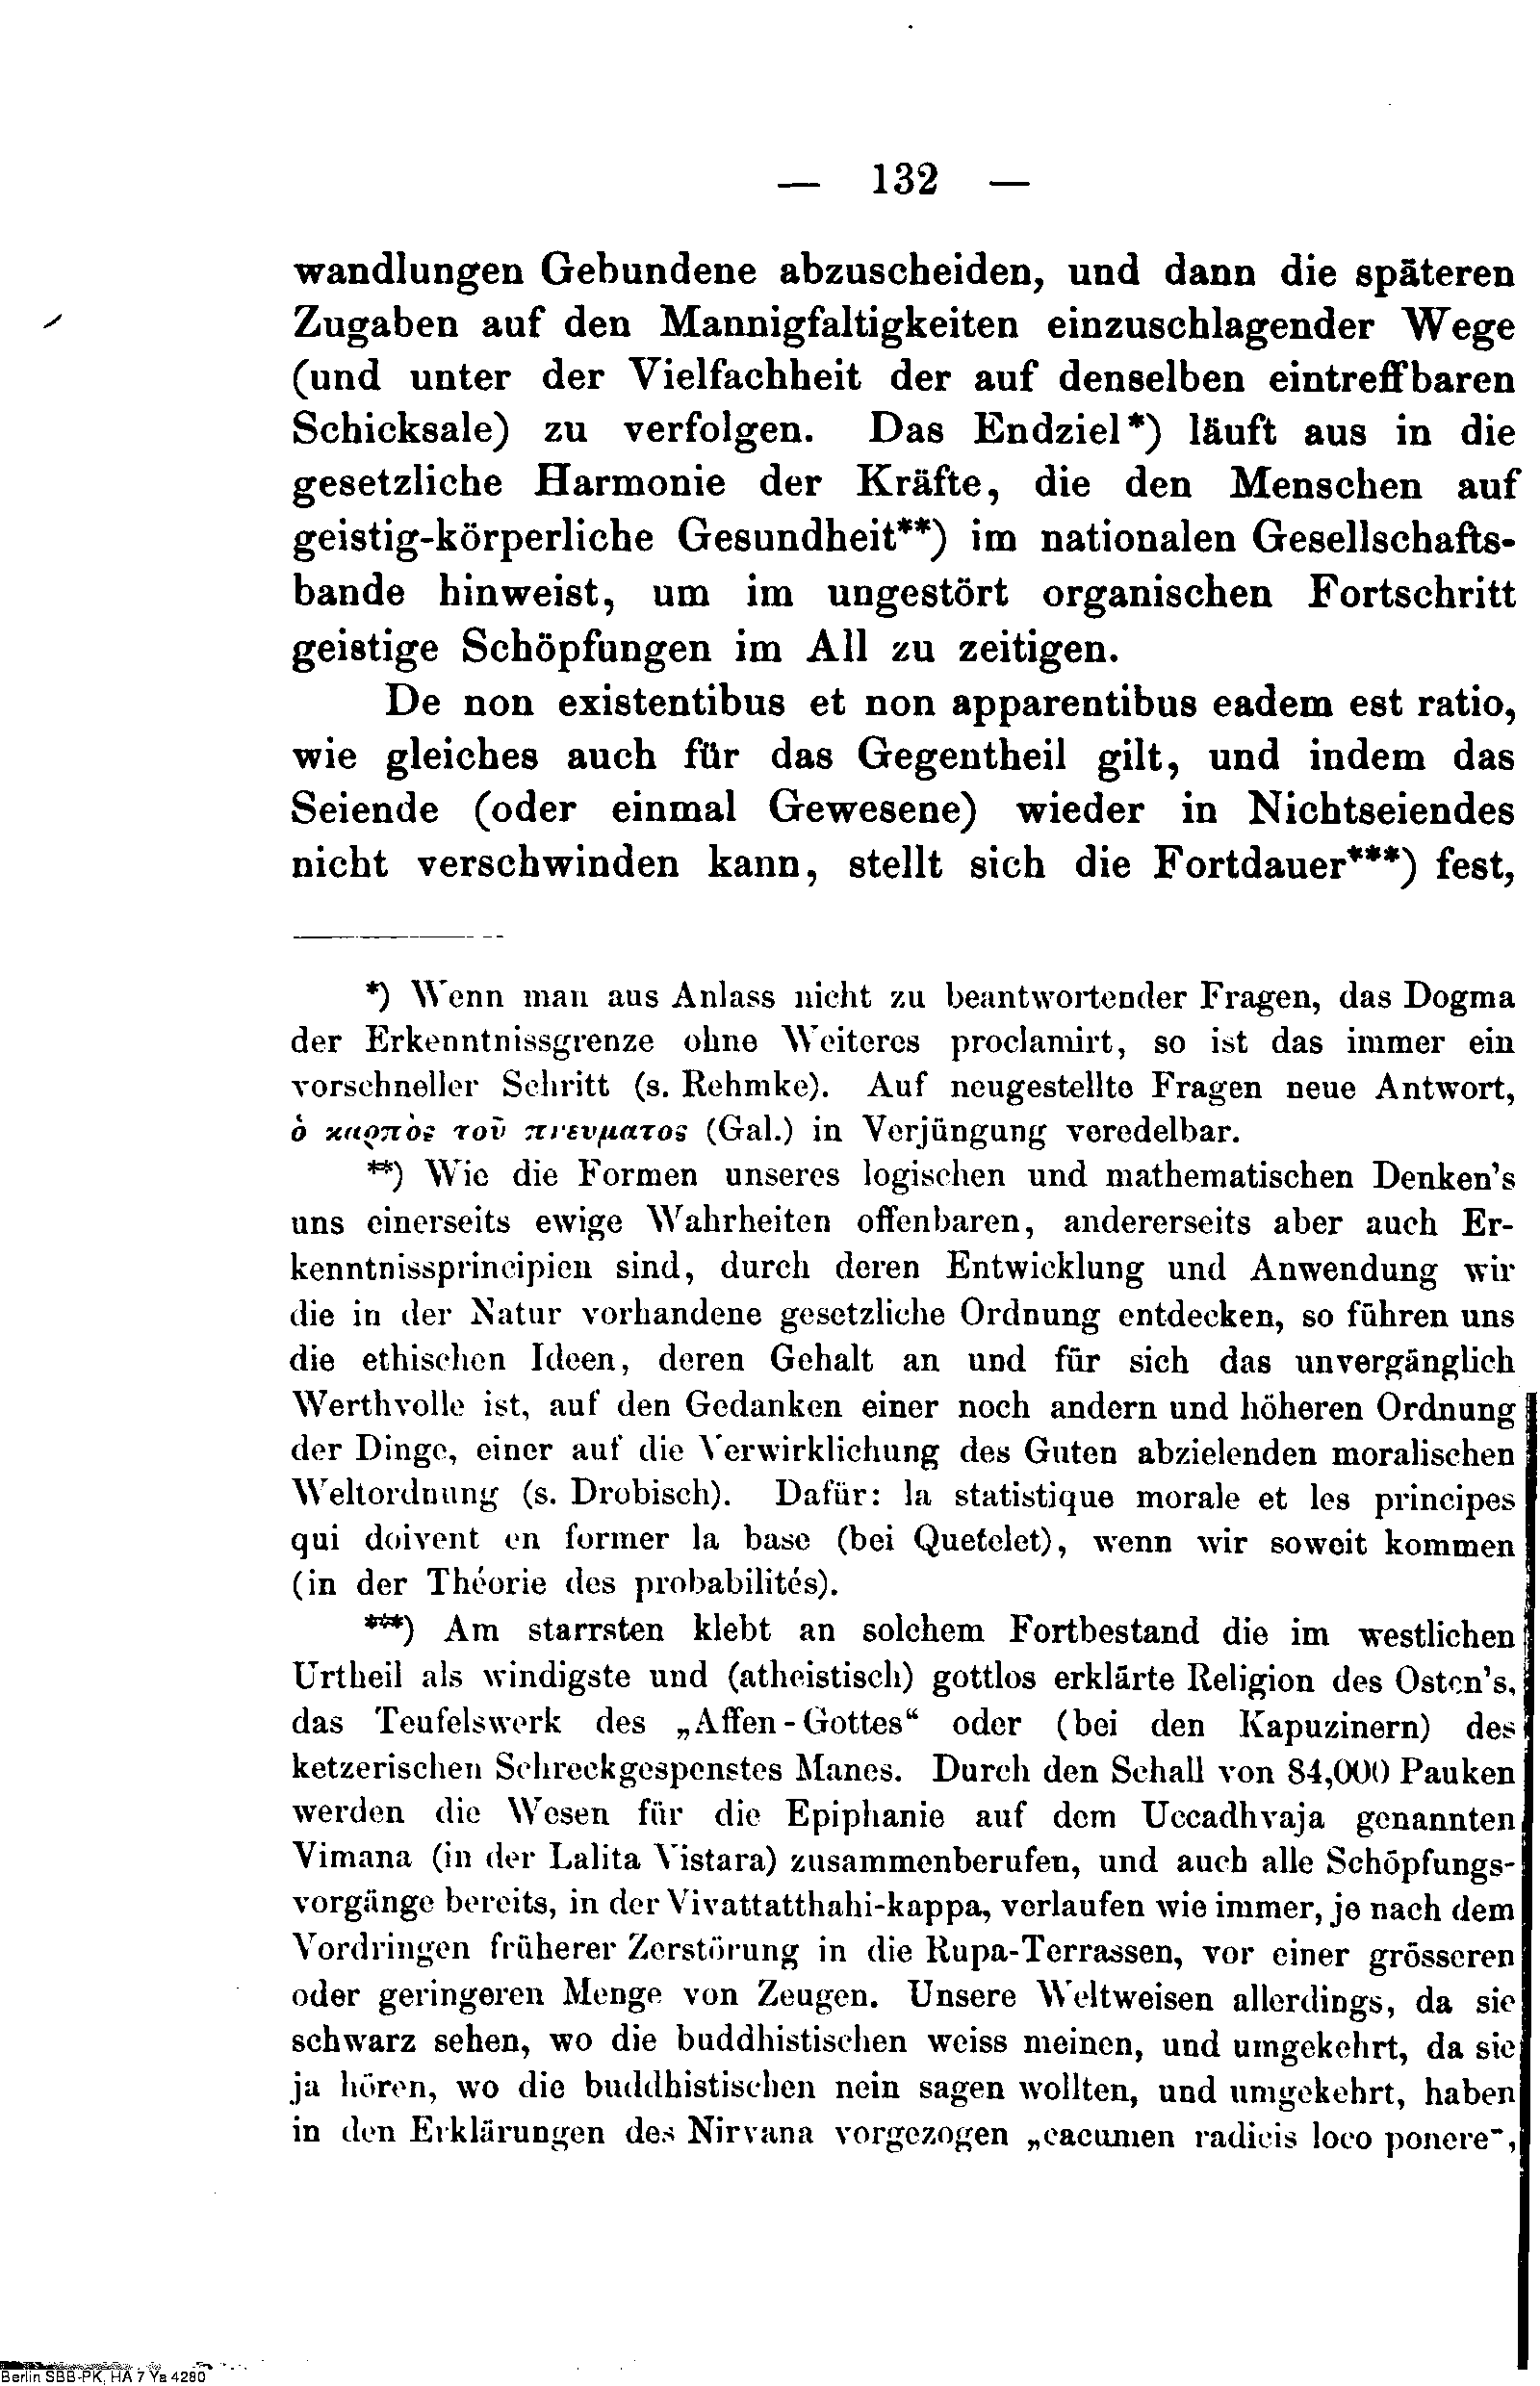 — 132 —
wandlungen Gebundene abzuscheiden, und dann die späteren
Zugaben auf den Mannigfaltigkeiten einzuschlagender Wege
(und unter der Vielfachheit der auf denselben eintreffbaren
Schicksale) zu verfolgen. Das Endziel*) läuft aus in die
gesetzliche Harmonie der Kräfte, die den Menschen auf
geistig-körperliche Gesundheit**) im nationalen Gesellschafts-
bande hinweist, um im ungestört organischen Fortschritt
geistige Schöpfungen im All zu zeitigen.
De non existentibus et non apparentibus eadem est ratio,
wie gleiches auch für das Gegentheil gilt, und indem das
Seiende (oder einmal Gewesene) wieder in Nichtseiendes
nicht verschwinden kann, stellt sich die Fortdauer***) fest,
*) Wenn man aus Anlass nicht zu beantwortender Fragen, das Dogma
der Erkenntnissgrenze ohne Weiteres proclamirt, so ist das immer ein
vorschneller Schritt (s. Rehmke). Auf neugestellte Fragen neue Antwort,
ὁ καρπὸς τοῦ πνευματος (Gal.) in Verjüngung veredelbar.
**) Wie die Formen unseres logischen und mathematischen Denken's
uns einerseits ewige Wahrheiten offenbaren, andererseits aber auch Er-
kenntnissprincipien sind, durch deren Entwicklung und Anwendung wir
die in der Natur vorhandene gesetzliche Ordnung entdecken, so führen uns
die ethischen Ideen, deren Gehalt an und für sich das unvergänglich
Werthvolle ist, auf den Gedanken einer noch andern und höheren Ordnung
der Dinge, einer auf die Verwirklichung des Guten abzielenden moralischen
Weltordnung (s. Drobisch). Dafür: la statistique morale et les principes
qui doivent en former la base (bei Quetelet), wenn wir soweit kommen
(in der Théorie des probabilités).
***) Am starrsten klebt an solchem Fortbestand die im westlichen
Urtheil als windigste und (atheistisch) gottlos erklärte Religion des Osten's,
das Teufelswerk des „Affen-Gottes“ oder (bei den Kapuzinern) des
ketzerischen Schreckgespenstes Manes. Durch den Schall von 84,000 Pauken
werden die Wesen für die Epiphanie auf dem Uccadhvaja genannten
Vimana (in der Lalita Vistara) zusammenberufen, und auch alle Schöpfungs-
vorgänge bereits, in der Vivattatthahi-kappa, verlaufen wie immer, je nach dem
Vordringen früherer Zerstörung in die Rupa-Terrassen, vor einer grösseren
oder geringeren Menge von Zeugen. Unsere Weltweisen allerdings, da sie
schwarz sehen, wo die buddhistischen weiss meinen, und umgekehrt, da sie
ja hören, wo die buddhistischen nein sagen wollten, und umgekehrt, haben
in den Erklärungen des Nirvana vorgezogen „cacumen radicis loco ponere“,
Berlin SBB-PK, HA 7 Ya 4280